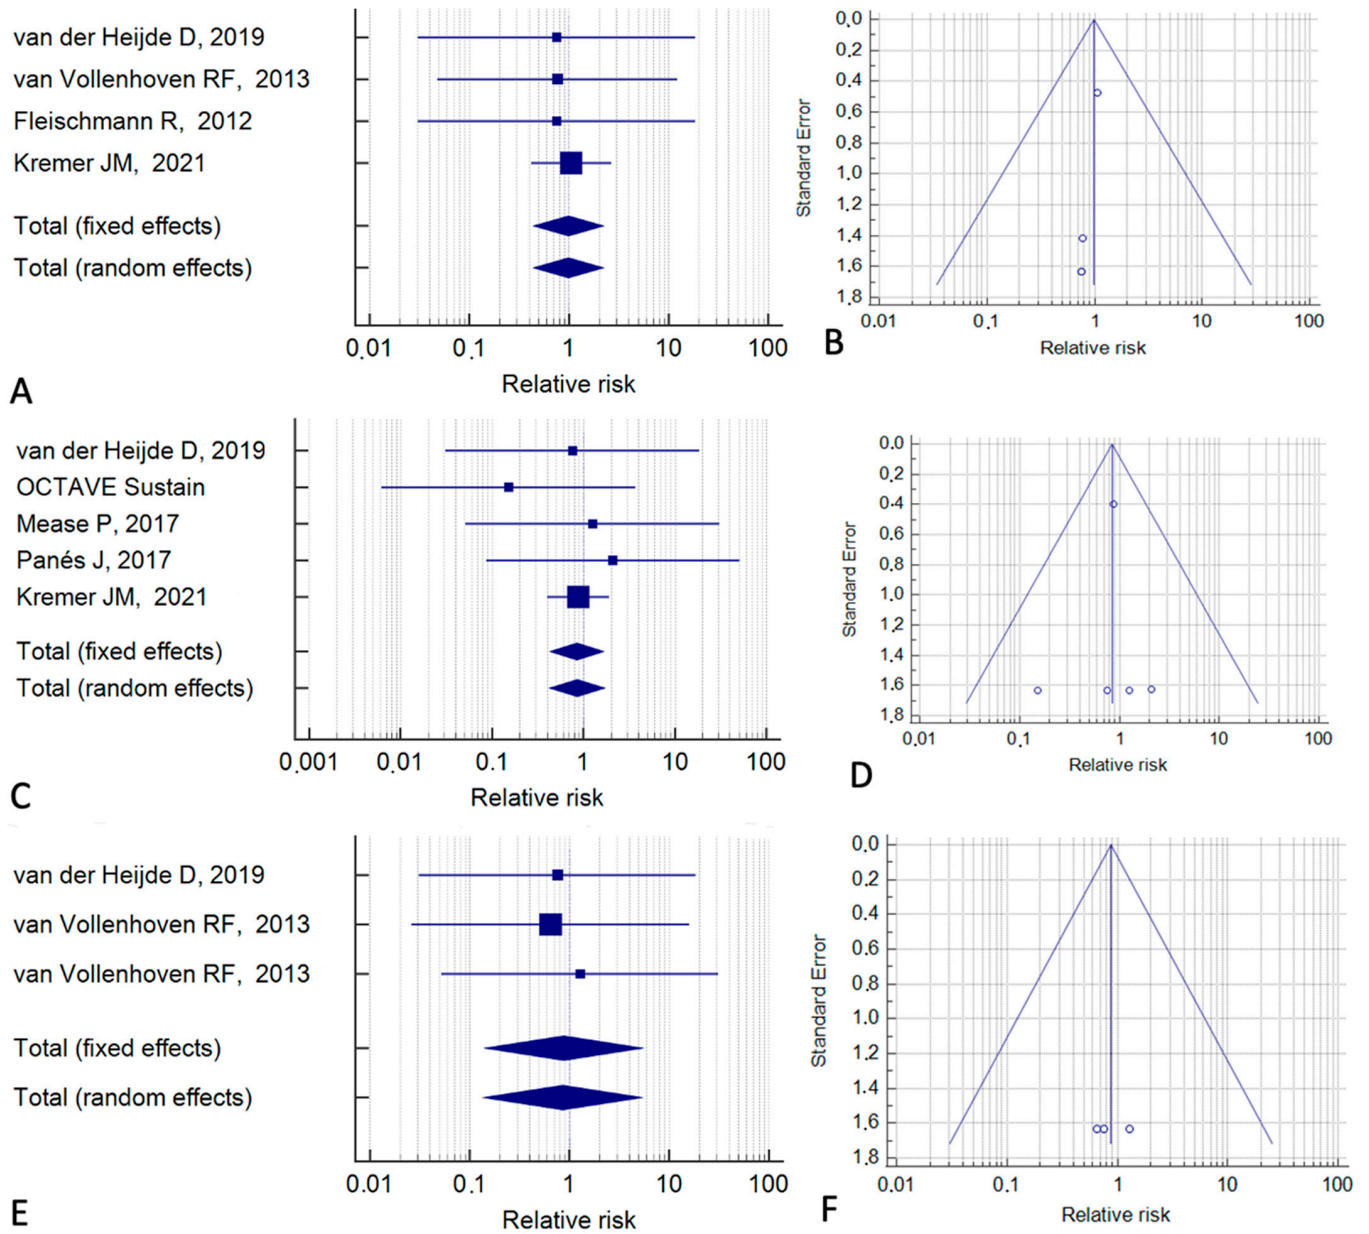 van der Heijde D, 2019
van Vollenhoven RF, 2013
Fleischmann R, 2012
Kremer JM, 2021
Total (fixed effects)
Total (random effects)
0.01 0.1 1 10 100
Relative risk
A
0.0
0.2
0.4
0.6
0.8
1.0
1.2
1.4
1.6
1.8
Standard Error
0.01 0.1 1 10 100
Relative risk
B
van der Heijde D, 2019
OCTAVE Sustain
Mease P, 2017
Panés J, 2017
Kremer JM, 2021
Total (fixed effects)
Total (random effects)
0.001 0.01 0.1 1 10 100
Relative risk
C
0.0
0.2
0.4
0.6
0.8
1.0
1.2
1.4
1.6
1.8
Standard Error
0.01 0.1 1 10 100
Relative risk
D
van der Heijde D, 2019
van Vollenhoven RF, 2013
van Vollenhoven RF, 2013
Total (fixed effects)
Total (random effects)
0.01 0.1 1 10 100
Relative risk
E
0.0
0.2
0.4
0.6
0.8
1.0
1.2
1.4
1.6
1.8
Standard Error
0.01 0.1 1 10 100
Relative risk
F